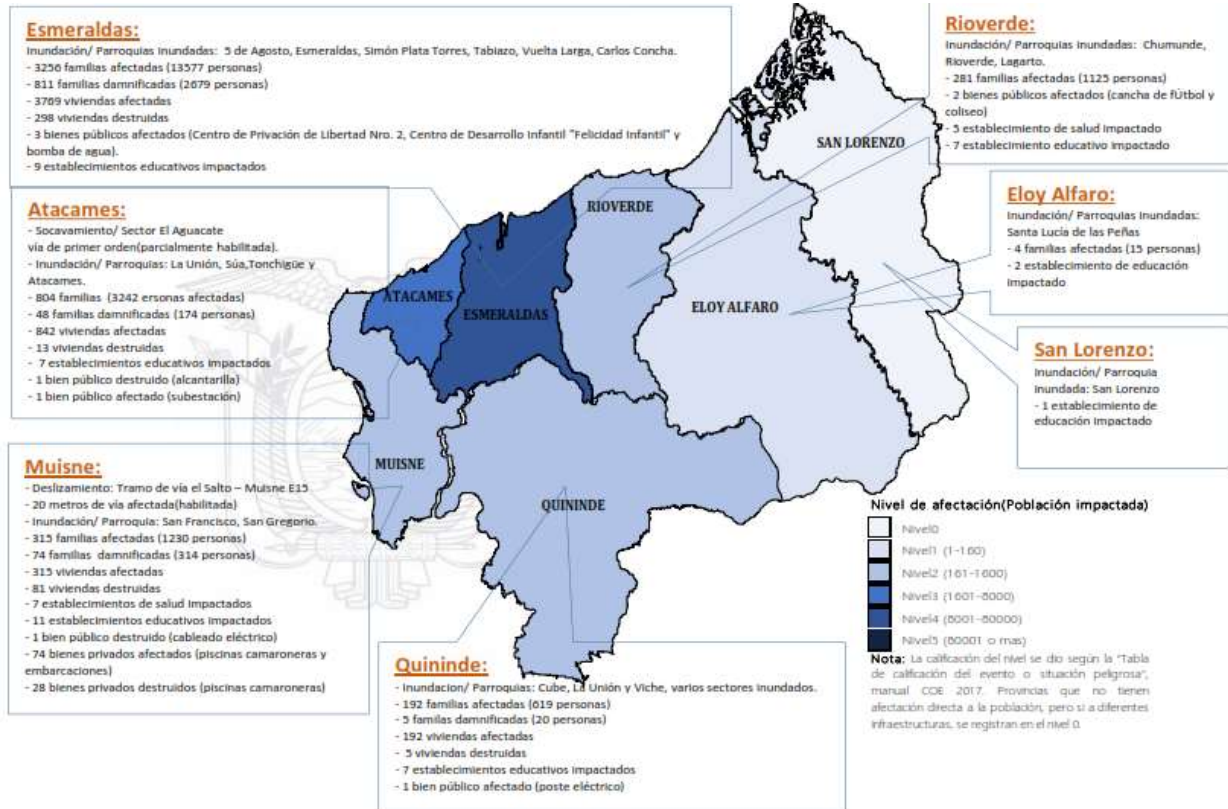 Esmeraldas:
Inundación/ Parroquias Inundadas: 5 de Agosto, Esmeraldas, Simón Plata Torres, Tabiazo, Vuelta Larga, Carlos Concha.
- 3256 familias afectadas (13577 personas)
- 811 familias damnificadas (2679 personas)
- 3769 viviendas afectadas
- 298 viviendas destruidas
- 3 bienes públicos afectados (Centro de Privación de Libertad Nro. 2, Centro de Desarrollo Infantil "Felicidad Infantil" y
bomba de agua).
- 9 establecimientos educativos impactados
Rioverde:
Inundación/ Parroquias Inundadas: Chumunde,
Rioverde, Lagarto.
- 281 familias afectadas (1125 personas)
- 2 bienes públicos afectados (cancha de fÚtbol y
coliseo)
- 5 establecimiento de salud impactado
- 7 establecimiento educativo impactado
Atacames:
- Socavamiento/ Sector El Aguacate
vía de primer orden(parcialmente habilitada).
- Inundación/ Parroquias: La Unión, Súa,Tonchigüe y
Atacames.
- 804 familias (3242 ersonas afectadas)
- 48 familias damnificadas (174 personas)
- 842 viviendas afectadas
- 13 viviendas destruidas
- 7 establecimientos educativos impactados
- 1 bien público destruido (alcantarilla)
- 1 bien público afectado (subestación)
Eloy Alfaro:
Inundación/ Parroquias Inundadas:
Santa Lucía de las Peñas
- 4 familias afectadas (15 personas)
- 2 establecimiento de educación
impactado
San Lorenzo:
Inundación/ Parroquia
Inundada: San Lorenzo
- 1 establecimiento de
educación impactado
Muisne:
- Deslizamiento: Tramo de vía el Salto – Muisne E15
- 20 metros de vía afectada(habilitada)
- Inundación/ Parroquia: San Francisco, San Gregorio.
- 315 familias afectadas (1230 personas)
- 74 familias damnificadas (314 personas)
- 315 viviendas afectadas
- 81 viviendas destruidas
- 7 establecimientos de salud Impactados
- 11 establecimientos educativos impactados
- 1 bien público destruido (cableado eléctrico)
- 74 bienes privados afectados (piscinas camaroneras y
embarcaciones)
- 28 bienes privados destruidos (piscinas camaroneras)
Quininde:
- Inundacion/ Parroquias: Cube, La Unión y Viche, varios sectores inundados.
- 192 familias afectadas (619 personas)
- 5 familas damnificadas (20 personas)
- 192 viviendas afectadas
- 5 viviendas destruidas
- 7 establecimientos educativos impactados
- 1 bien público afectado (poste eléctrico)
SAN LORENZO
RIOVERDE
ATACAMES
ESMERALDAS
ELOY ALFARO
MUISNE
QUININDE
Nivel de afectación(Población impactada)
Nivel0
Nivel1 (1-160)
Nivel2 (161-1600)
Nivel3 (1601-8000)
Nivel4 (8001-80000)
Nivel5 (80001 o mas)
Nota: La calificación del nivel se dio según la "Tabla
de calificación del evento o situación peligrosa",
manual COE 2017. Provincias que no tienen
afectación directa a la población, pero si a diferentes
infraestructuras, se registran en el nivel 0.